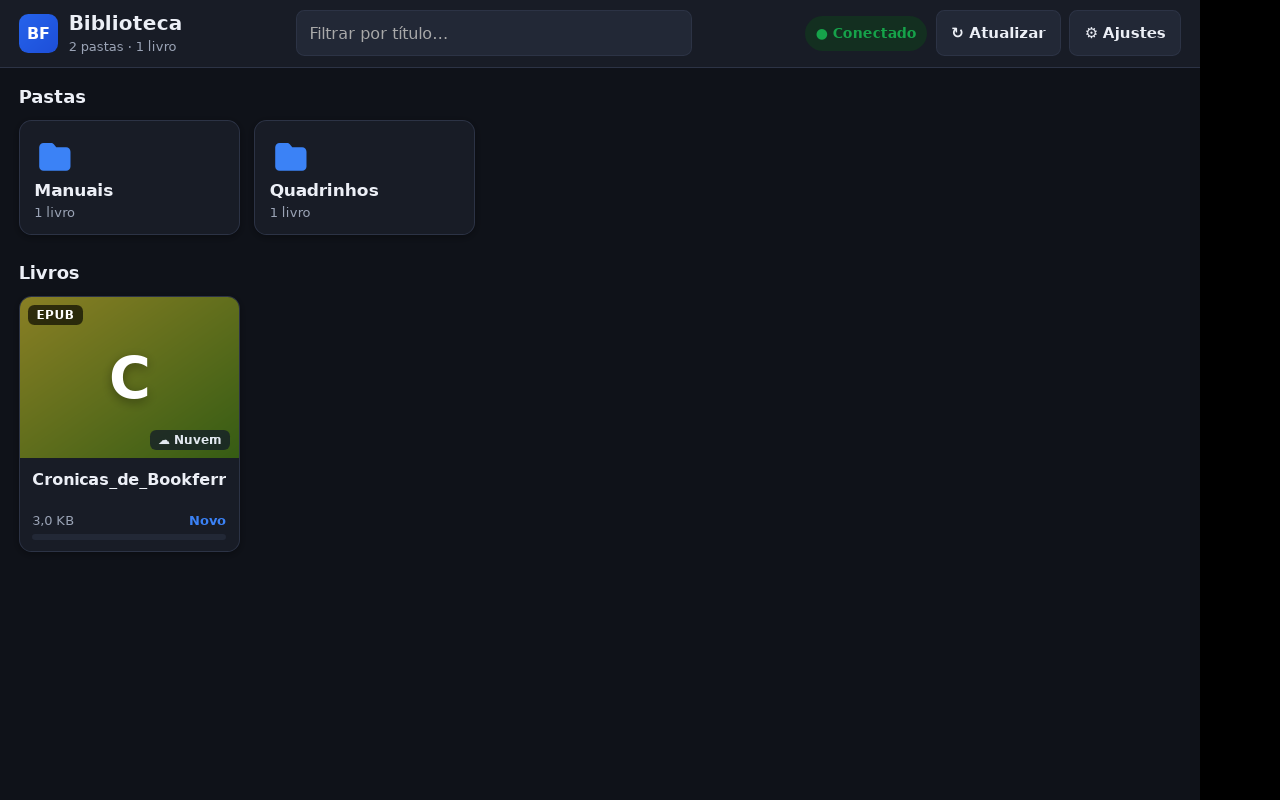 BF
Biblioteca
2 pastas · 1 livro
Filtrar por título…
● Conectado
↻ Atualizar
⚙ Ajustes
Pastas
Manuais
1 livro
Quadrinhos
1 livro
Livros
EPUB
C
☁ Nuvem
Cronicas_de_Bookferr
3,0 KB
Novo